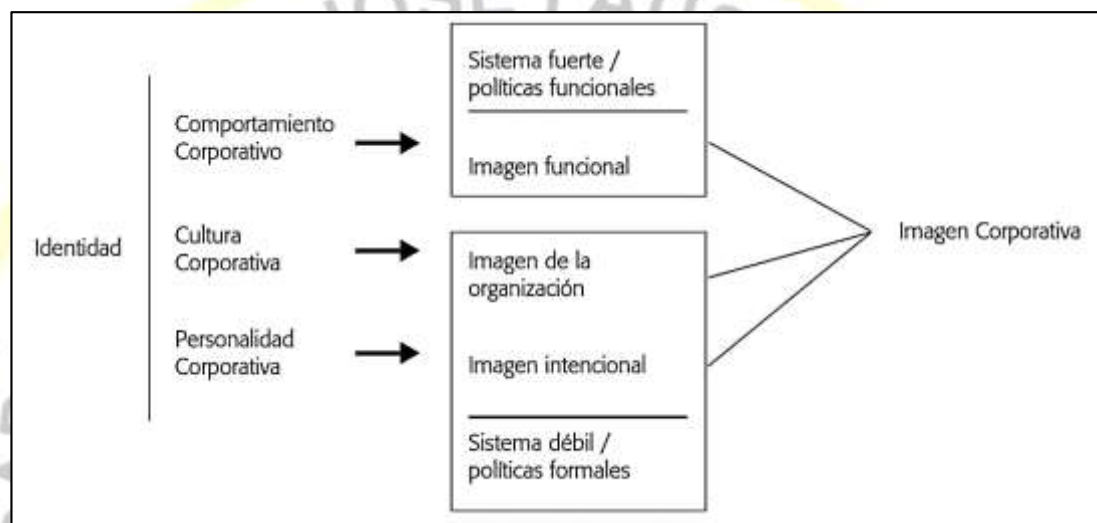 Identidad
Comportamiento
Corporativo
Cultura
Corporativa
Personalidad
Corporativa
Sistema fuerte /
políticas funcionales
Imagen funcional
Imagen de la
organización
Imagen intencional
Sistema débil /
políticas formales
Imagen Corporativa